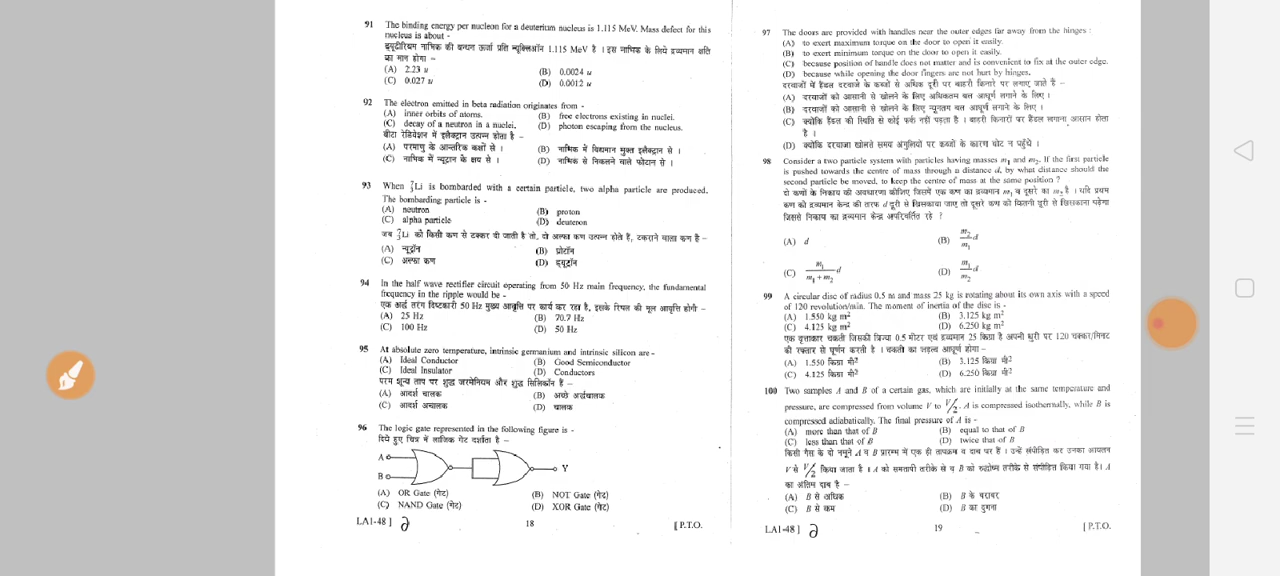 91 The binding energy per nucleon for a deuterium nucleus is 1.115 MeV. Mass defect for this
nucleus is about -
ड्यूटीरियम नाभिक की बन्धन ऊर्जा प्रति न्यूक्लिऑन 1.115 MeV है । इस नाभिक के लिये द्रव्यमान क्षति
का मान होगा –
(A) 2.23 u (B) 0.0024 u
(C) 0.027 u (D) 0.0012 u
92 The electron emitted in beta radiation originates from -
(A) inner orbits of atoms. (B) free electrons existing in nuclei.
(C) decay of a neutron in a nuclei. (D) photon escaping from the nucleus.
बीटा रेडियेशन में इलैक्ट्रान उत्पन्न होता है –
(A) परमाणु के आन्तरिक कक्षों से । (B) नाभिक में विद्यमान मुक्त इलैक्ट्रान से ।
(C) नाभिक में न्यूट्रान के क्षय से । (D) नाभिक से निकलने वाले फोटान से ।
93 When ⁷₃Li is bombarded with a certain particle, two alpha particle are produced.
The bombarding particle is -
(A) neutron (B) proton
(C) alpha particle (D) deuteron
जब ⁷₃Li को किसी कण से टक्कर दी जाती है तो, दो अल्फा कण उत्पन्न होते हैं, टकराने वाला कण है –
(A) न्यूट्रॉन (B) प्रोटॉन
(C) अल्फा कण (D) ड्यूट्रॉन
94 In the half wave rectifier circuit operating from 50 Hz main frequency, the fundamental
frequency in the ripple would be -
एक अर्द्ध तरंग दिष्टकारी 50 Hz मुख्य आवृत्ति पर कार्य कर रहा है, इसके रिपल की मूल आवृत्ति होगी –
(A) 25 Hz (B) 70.7 Hz
(C) 100 Hz (D) 50 Hz
95 At absolute zero temperature, intrinsic germanium and intrinsic silicon are -
(A) Ideal Conductor (B) Good Semiconductor
(C) Ideal Insulator (D) Conductors
परम शून्य ताप पर शुद्ध जरमेनियम और शुद्ध सिलिकॉन हैं –
(A) आदर्श चालक (B) अच्छे अर्द्धचालक
(C) आदर्श अचालक (D) चालक
96 The logic gate represented in the following figure is -
दिये हुए चित्र में लाजिक गेट दर्शाता है –
A
B
Y
(A) OR Gate (गेट) (B) NOT Gate (गेट)
(C) NAND Gate (गेट) (D) XOR Gate (गेट)
LA1-48 ] 18 [ P.T.O.
97 The doors are provided with handles near the outer edges far away from the hinges :
(A) to exert maximum torque on the door to open it easily.
(B) to exert minimum torque on the door to open it easily.
(C) because position of handle does not matter and is convenient to fix at the outer edge.
(D) because while opening the door fingers are not hurt by hinges.
दरवाजों में हैंडल दरवाजे के कब्जों से अधिक दूरी पर बाहरी किनारे पर लगाए जाते हैं –
(A) दरवाजों को आसानी से खोलने के लिए अधिकतम बल आघूर्ण लगाने के लिए ।
(B) दरवाजों को आसानी से खोलने के लिए न्यूनतम बल आघूर्ण लगाने के लिए ।
(C) क्योंकि हैंडल की स्थिति से कोई फर्क नहीं पड़ता है । बाहरी किनारों पर हैंडल लगाना आसान होता
है ।
(D) क्योंकि दरवाजा खोलते समय अंगुलियों पर कब्जों के कारण चोट न पहुँचे ।
98 Consider a two particle system with particles having masses m₁ and m₂. If the first particle
is pushed towards the centre of mass through a distance d, by what distance should the
second particle be moved, to keep the centre of mass at the same position ?
दो कणों के निकाय की अवधारणा कीजिए जिसमें एक कण का द्रव्यमान m₁ व दूसरे का m₂ है । यदि प्रथम
कण को द्रव्यमान केन्द्र की तरफ d दूरी से खिसकाया जाए तो दूसरे कण को कितनी दूरी से खिसकाना पड़ेगा
जिससे निकाय का द्रव्यमान केन्द्र अपरिवर्तित रहे ?
(A) d (B) m₂/m₁ d
(C) m₁/(m₁ + m₂) d (D) m₁/m₂ d
99 A circular disc of radius 0.5 m and mass 25 kg is rotating about its own axis with a speed
of 120 revolution/min. The moment of inertia of the disc is -
(A) 1.550 kg m² (B) 3.125 kg m²
(C) 4.125 kg m² (D) 6.250 kg m²
एक वृत्ताकार चकती जिसकी त्रिज्या 0.5 मीटर एवं द्रव्यमान 25 किग्रा है अपनी धुरी पर 120 चक्कर/मिनट
की रफ्तार से घूर्णन करती है । चकती का जड़त्व आघूर्ण होगा –
(A) 1.550 किग्रा मी² (B) 3.125 किग्रा मी²
(C) 4.125 किग्रा मी² (D) 6.250 किग्रा मी²
100 Two samples A and B of a certain gas, which are initially at the same temperature and
pressure, are compressed from volume V to V/2. A is compressed isothermally, while B is
compressed adiabatically. The final pressure of A is -
(A) more than that of B (B) equal to that of B
(C) less than that of B (D) twice that of B
किसी गैस के दो नमूने A व B प्रारम्भ में एक ही तापक्रम व दाब पर हैं । उन्हें संपीडित कर उनका आयतन
V से V/2 किया जाता है । A को समतापी तरीके से व B को रुद्धोष्म तरीके से संपीडित किया गया है। A
का अंतिम दाब है –
(A) B से अधिक (B) B के बराबर
(C) B से कम (D) B का दुगना
LA1-48 ] 19 [ P.T.O.